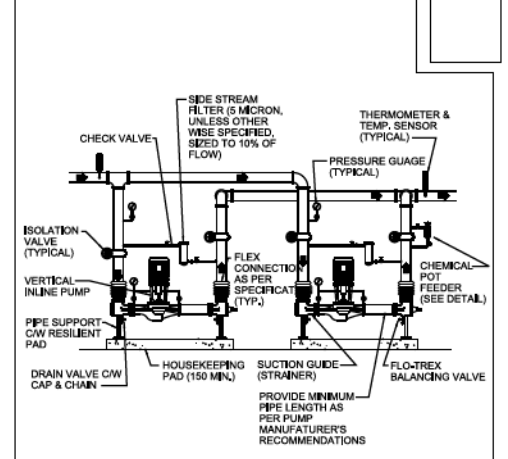 SIDE STREAM
FILTER (5 MICRON,
UNLESS OTHER
WISE SPECIFIED,
SIZED TO 10% OF
FLOW)
THERMOMETER &
TEMP. SENSOR
(TYPICAL)
CHECK VALVE
PRESSURE GUAGE
(TYPICAL)
ISOLATION
VALVE
(TYPICAL)
VERTICAL
INLINE PUMP
PIPE SUPPORT
C/W RESILIENT
PAD
DRAIN VALVE C/W
CAP & CHAIN
FLEX
CONNECTION
AS PER
SPECIFICAT
(TYP.)
CHEMICAL
POT
FEEDER
(SEE DETAIL)
HOUSEKEEPING
PAD (150 MIN.)
SUCTION GUIDE
(STRAINER)
FLO-TREX
BALANCING VALVE
PROVIDE MINIMUM
PIPE LENGTH AS
PER PUMP
MANUFATURER'S
RECOMMENDATIONS